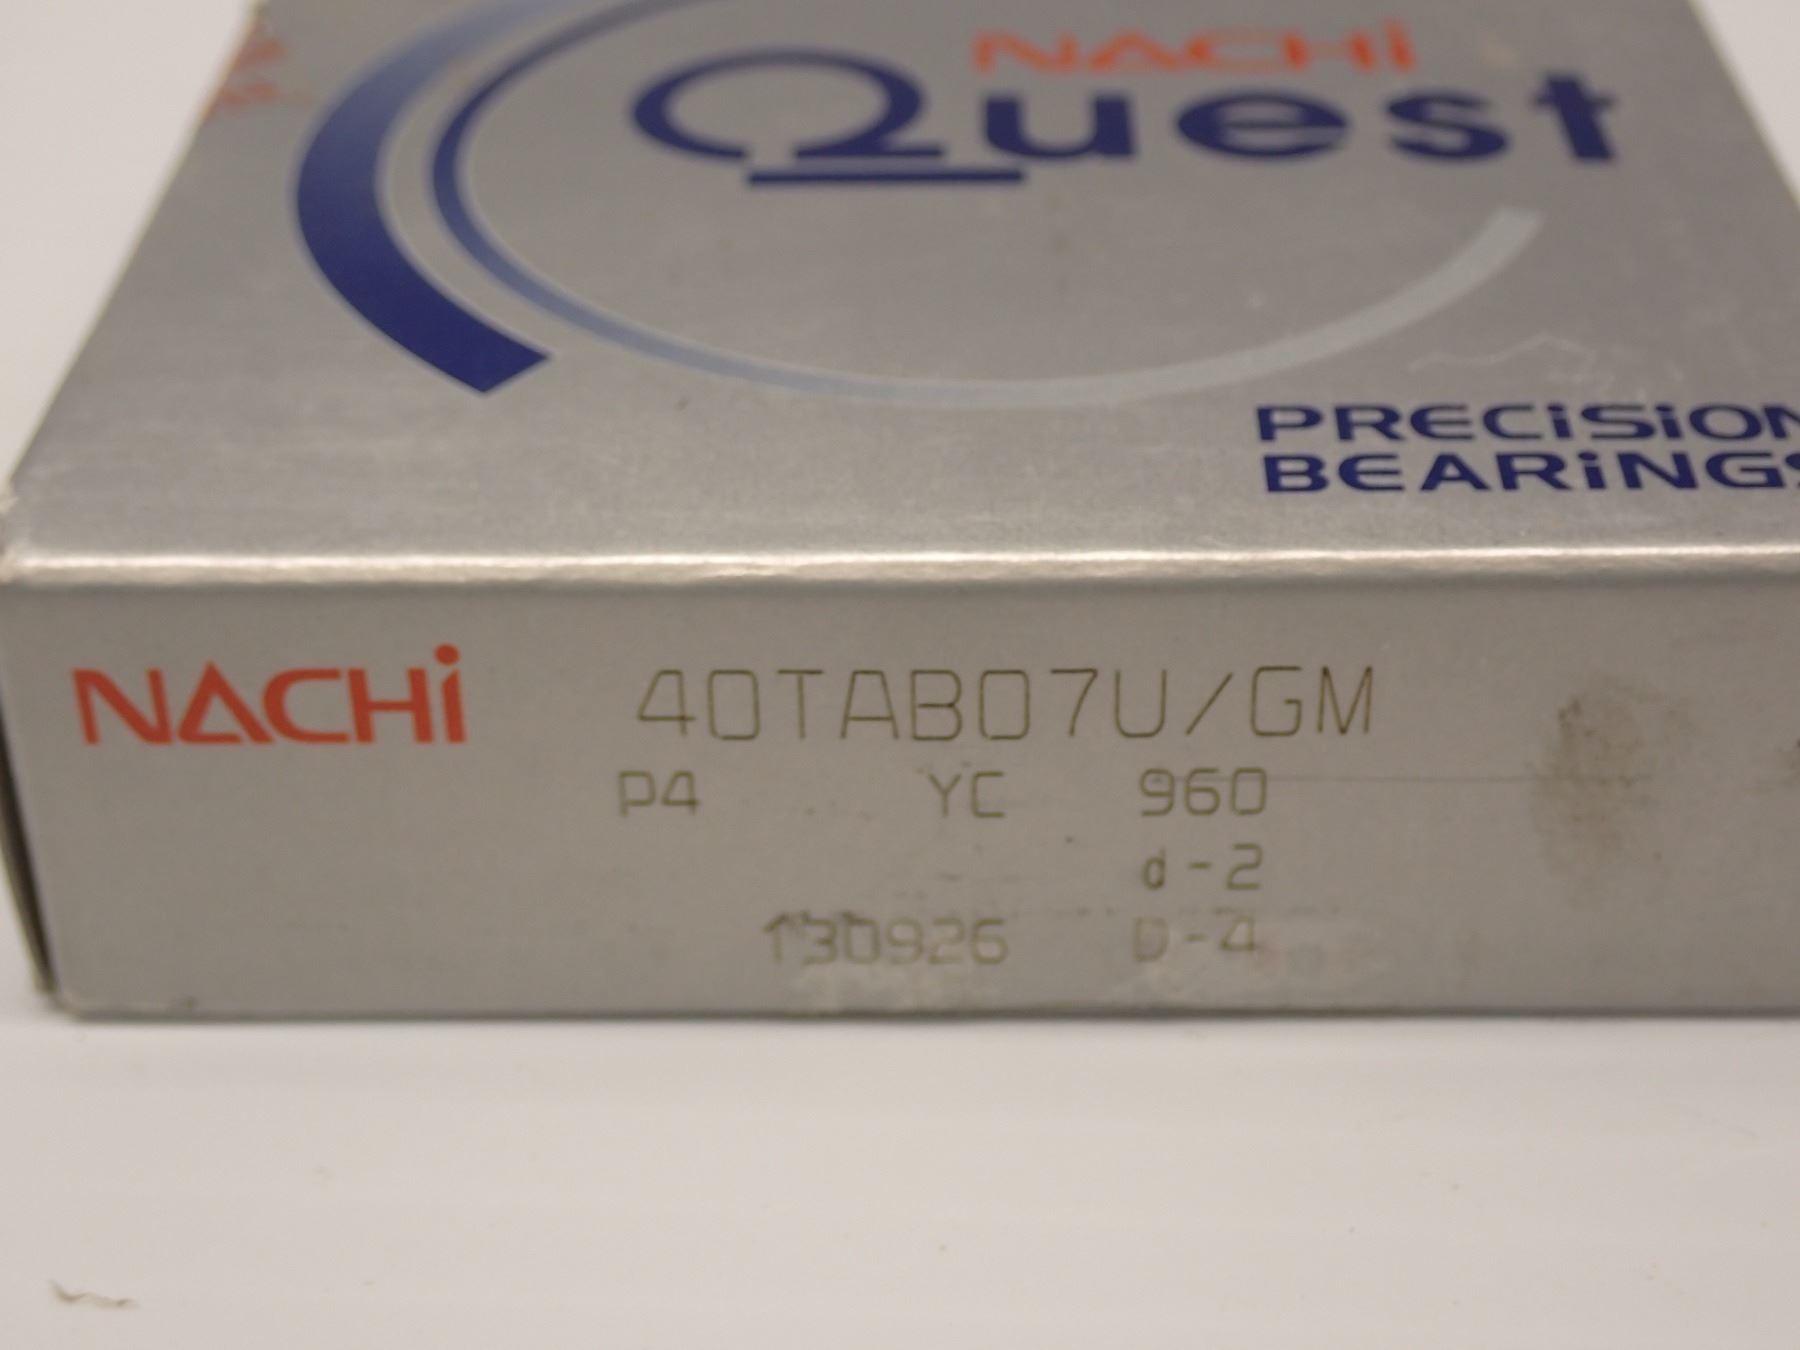 NACHi
Quest
PRECiSiON
BEARiNGS
NACHi 40TAB07U/GM
P4 YC 960
d-2
130926 D-4